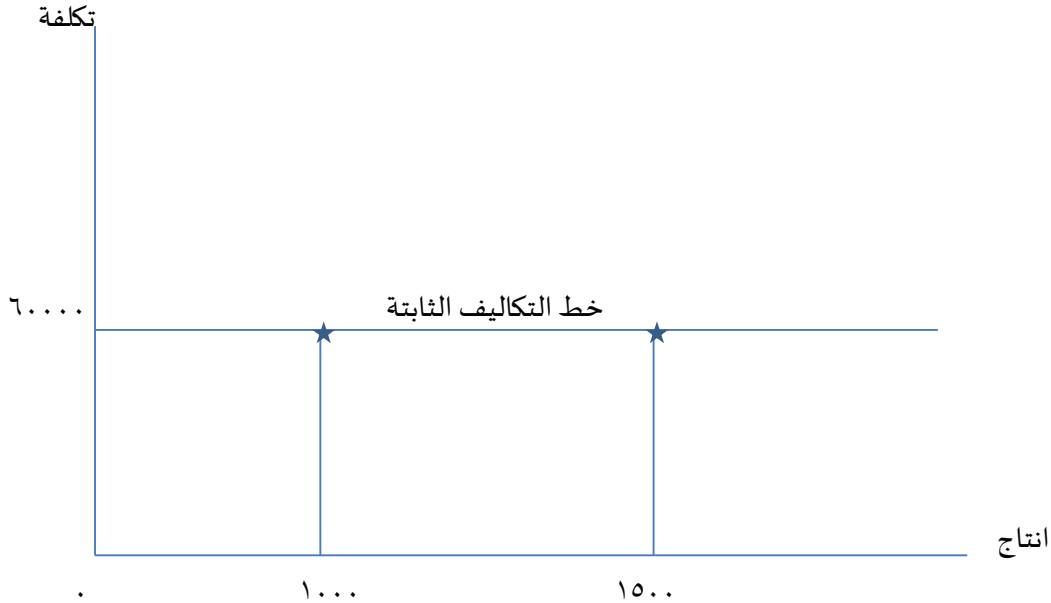 تكلفة
خط التكاليف الثابتة
٦٠٠٠٠
انتاج
٠
١٠٠٠
١٥٠٠